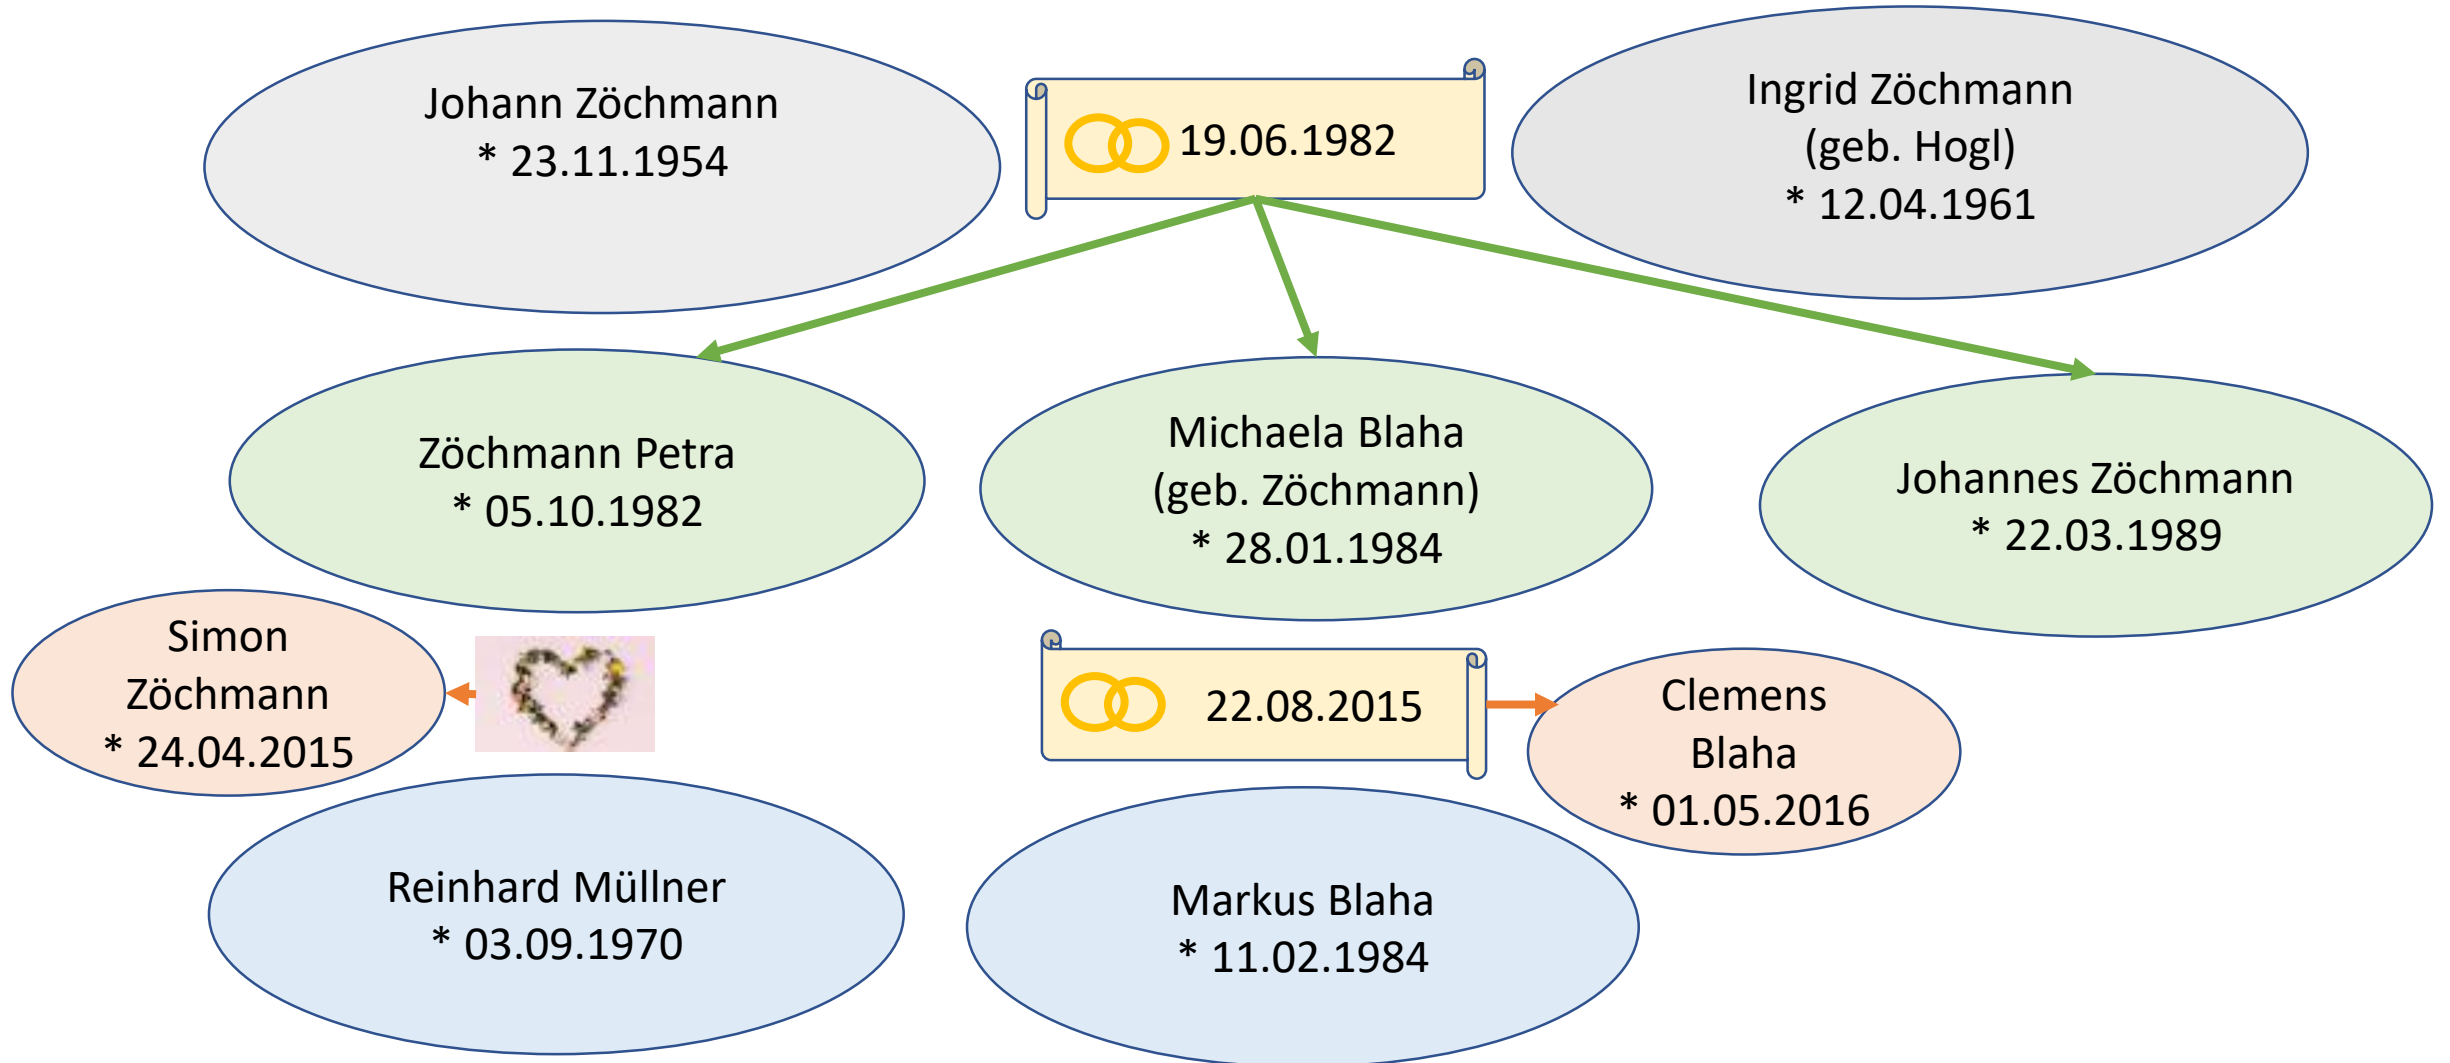 Johann Zöchmann
* 23.11.1954
19.06.1982
Ingrid Zöchmann
(geb. Hogl)
* 12.04.1961
Zöchmann Petra
* 05.10.1982
Michaela Blaha
(geb. Zöchmann)
* 28.01.1984
Johannes Zöchmann
* 22.03.1989
Simon
Zöchmann
* 24.04.2015
22.08.2015
Clemens
Blaha
* 01.05.2016
Reinhard Müllner
* 03.09.1970
Markus Blaha
* 11.02.1984